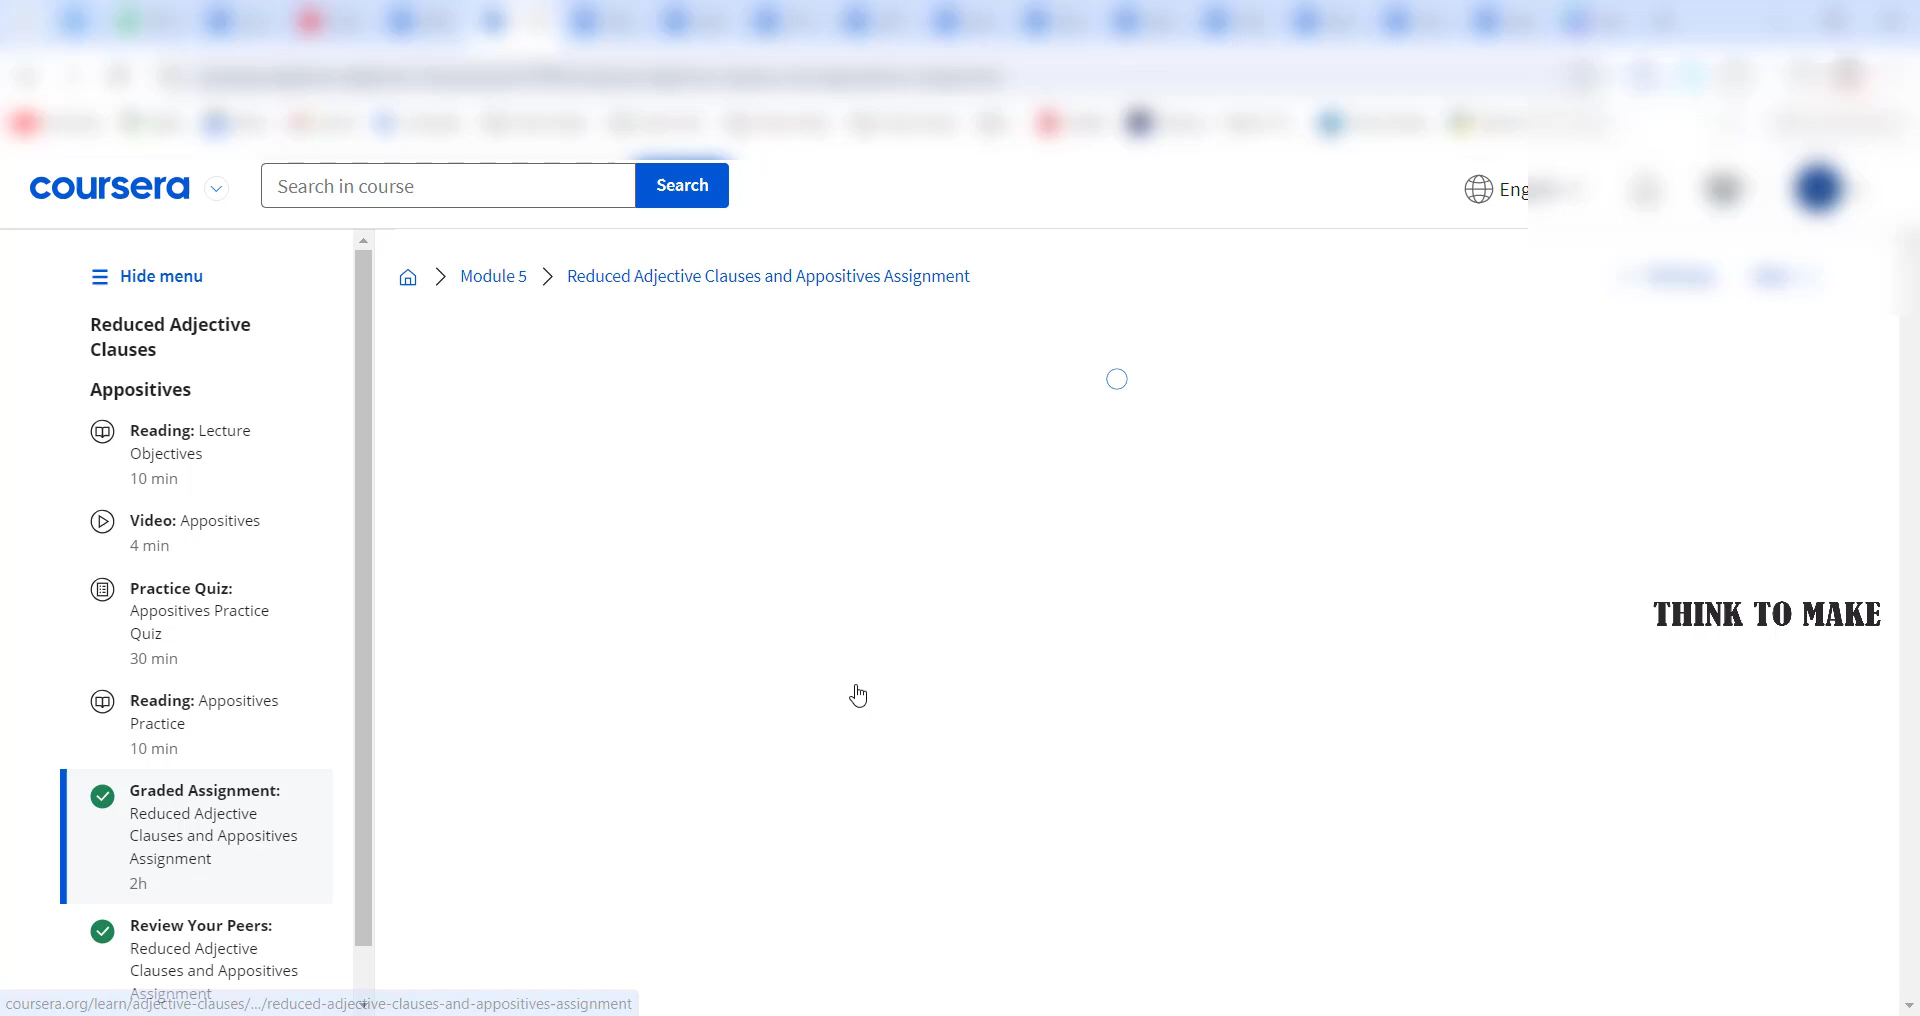 coursera
Search in course
Search
Eng
Hide menu
Module 5
Reduced Adjective Clauses and Appositives Assignment
Reduced Adjective
Clauses
Appositives
Reading: Lecture
Objectives
10 min
Video: Appositives
4 min
Practice Quiz:
Appositives Practice
Quiz
30 min
Reading: Appositives
Practice
10 min
Graded Assignment:
Reduced Adjective
Clauses and Appositives
Assignment
2h
Review Your Peers:
Reduced Adjective
Clauses and Appositives
Assignment
coursera.org/learn/adjective-clauses/.../reduced-adjective-clauses-and-appositives-assignment
THINK TO MAKE